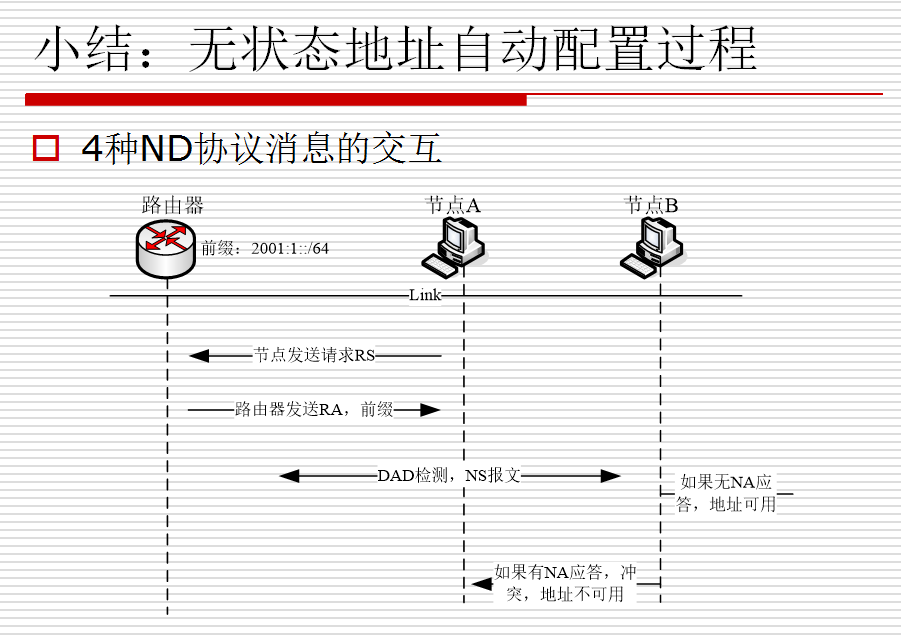 小结：无状态地址自动配置过程
4种ND协议消息的交互
路由器
节点A
节点B
前缀：2001:1::/64
Link
节点发送请求RS
路由器发送RA，前缀
DAD检测，NS报文
如果无NA应
答，地址可用
如果有NA应答，冲
突，地址不可用